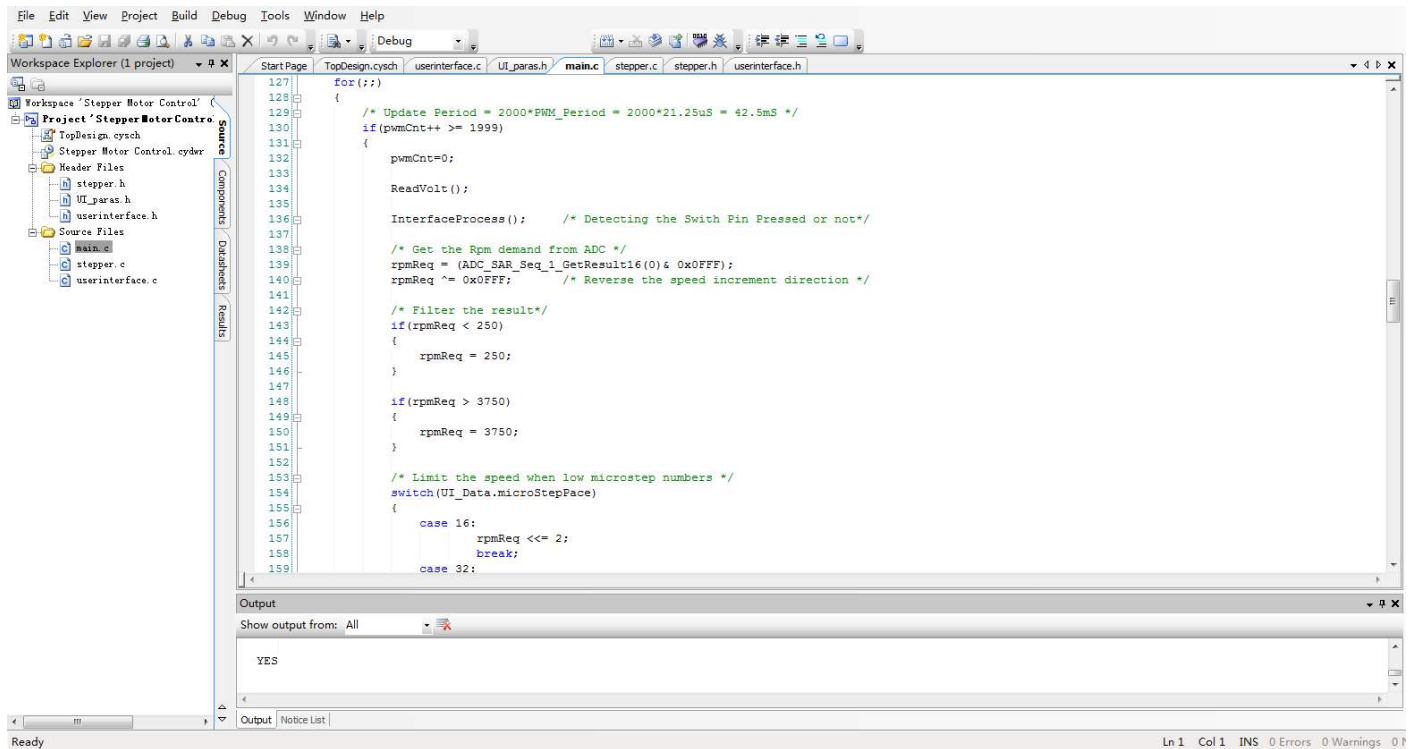 File Edit View Project Build Debug Tools Window Help
Debug
Workspace Explorer (1 project)
Workspace 'Stepper Motor Control' (
Project 'Stepper Motor Contro
TopDesign.cysch
Stepper Motor Control.cydwr
Header Files
stepper.h
UI_paras.h
userinterface.h
Source Files
main.c
stepper.c
userinterface.c
Source
Components
Datasheets
Results
Start Page TopDesign.cysch userinterface.c UI_paras.h main.c stepper.c stepper.h userinterface.h
127 for(;;)
128 {
129 /* Update Period = 2000*PWM_Period = 2000*21.25uS = 42.5mS */
130 if(pwmCnt++ >= 1999)
131 {
132 pwmCnt=0;
133
134 ReadVolt();
135
136 InterfaceProcess(); /* Detecting the Swith Pin Pressed or not*/
137
138 /* Get the Rpm demand from ADC */
139 rpmReq = (ADC_SAR_Seq_1_GetResult16(0)& 0x0FFF);
140 rpmReq ^= 0x0FFF; /* Reverse the speed increment direction */
141
142 /* Filter the result*/
143 if(rpmReq < 250)
144 {
145 rpmReq = 250;
146 }
147
148 if(rpmReq > 3750)
149 {
150 rpmReq = 3750;
151 }
152
153 /* Limit the speed when low microstep numbers */
154 switch(UI_Data.microStepPace)
155 {
156 case 16:
157 rpmReq <<= 2;
158 break;
159 case 32:
Output
Show output from: All
YES
Output Notice List
Ready Ln 1 Col 1 INS 0 Errors 0 Warnings 0 N